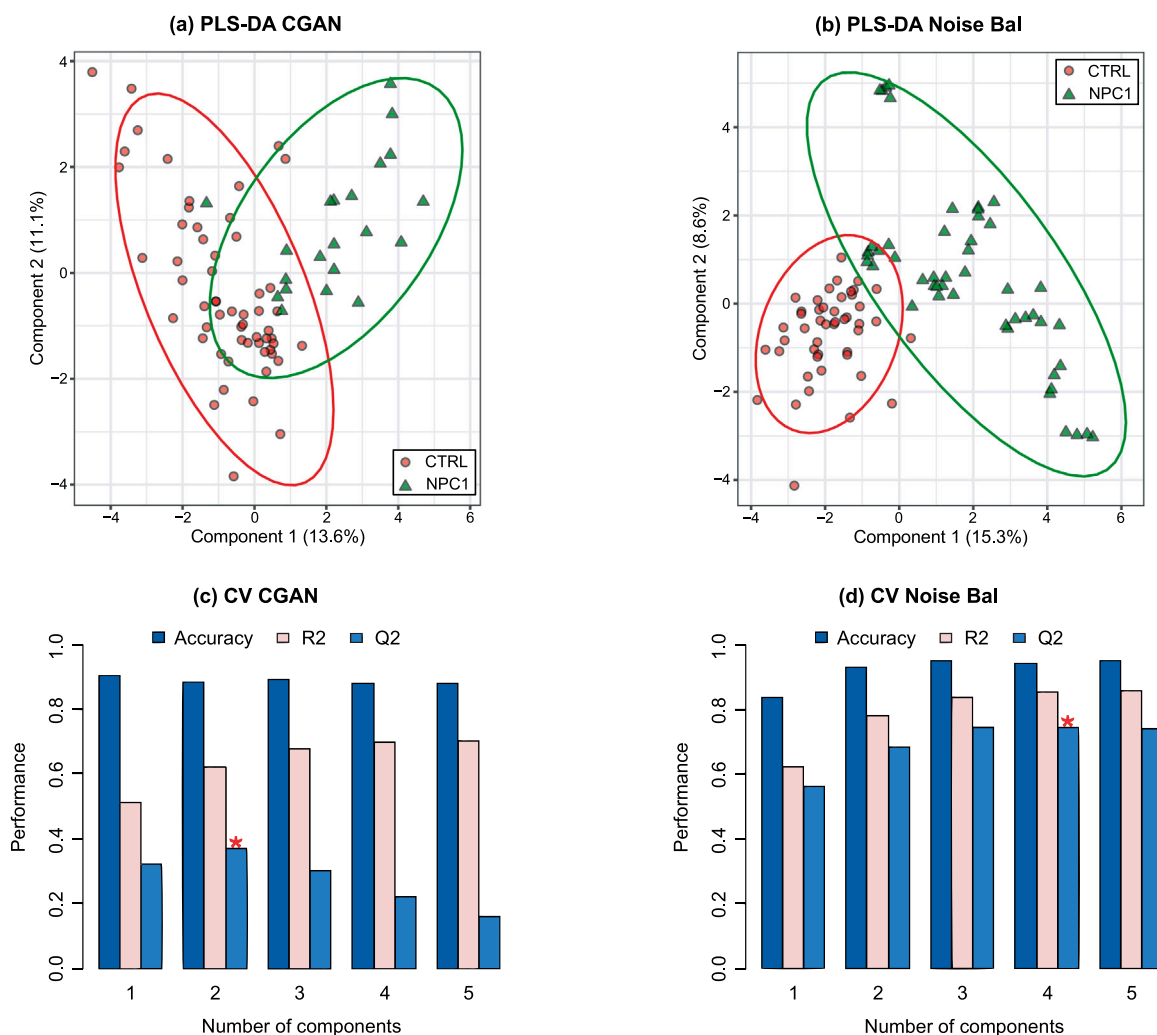 (a) PLS-DA CGAN
CTRL
NPC1
4
2
0
−2
−4
−4 −2 0 2 4 6
Component 2 (11.1%)
Component 1 (13.6%)
(b) PLS-DA Noise Bal
CTRL
NPC1
4
2
0
−2
−4
−4 −2 0 2 4 6
Component 2 (8.6%)
Component 1 (15.3%)
(c) CV CGAN
Accuracy R2 Q2
1.0
0.8
0.6
0.4
0.2
0.0
Performance
1 2 3 4 5
Number of components
(d) CV Noise Bal
Accuracy R2 Q2
1.0
0.8
0.6
0.4
0.2
0.0
Performance
1 2 3 4 5
Number of components